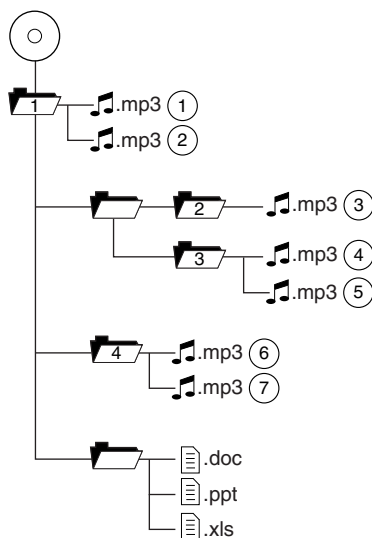 1 .mp3 1
.mp3 2
2 .mp3 3
3 .mp3 4
.mp3 5
4 .mp3 6
.mp3 7
.doc
.ppt
.xls